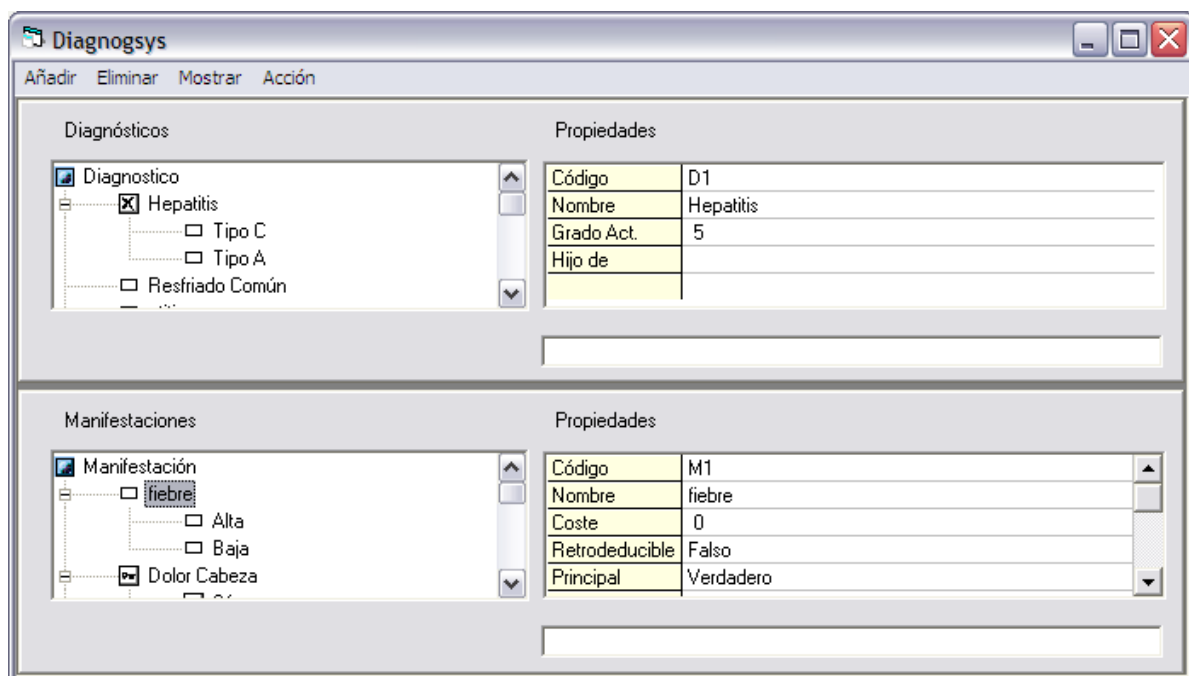 Diagnogsys
Añadir Eliminar Mostrar Acción
Diagnósticos
Diagnostico
Hepatitis
Tipo C
Tipo A
Resfriado Común
Propiedades
Código D1
Nombre Hepatitis
Grado Act. 5
Hijo de
Manifestaciones
Manifestación
fiebre
Alta
Baja
Dolor Cabeza
Propiedades
Código M1
Nombre fiebre
Coste 0
Retrodeducible Falso
Principal Verdadero